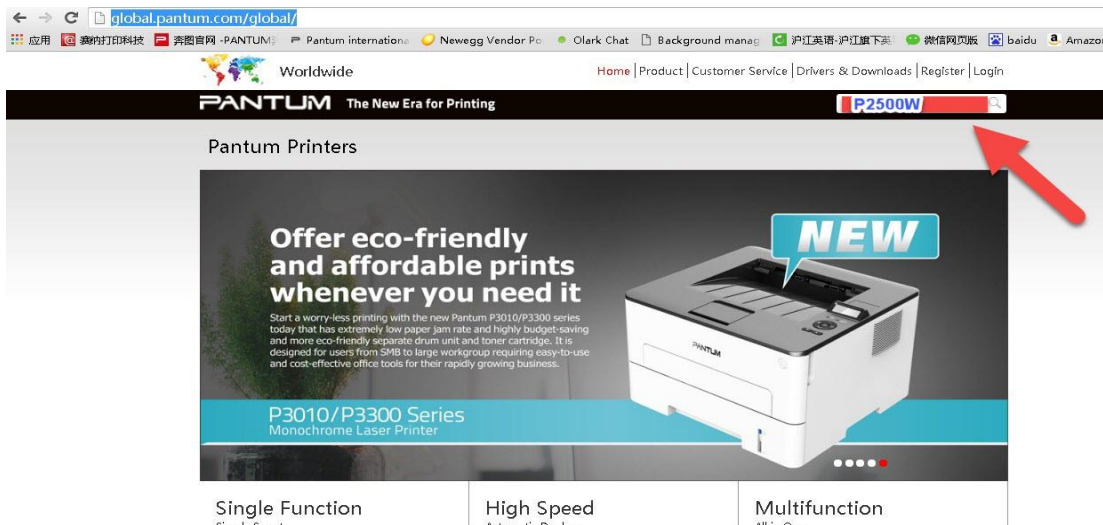 global.pantum.com/global/
应用 赛纳打印科技 奔图官网 -PANTUM Pantum internationa Newegg Vendor Po Olark Chat Background manag 沪江英语-沪江旗下英 微信网页版 baidu Amazo
Worldwide Home | Product | Customer Service | Drivers & Downloads | Register | Login
PANTUM The New Era for Printing P2500W
Pantum Printers
NEW
Offer eco-friendly
and affordable prints
whenever you need it
Start a worry-less printing with the new Pantum P3010/P3300 series
today that has extremely low paper jam rate and highly budget-saving
and more eco-friendly separate drum unit and toner cartridge. It is
designed for users from SMB to large workgroup requiring easy-to-use
and cost-effective office tools for their rapidly growing business.
PANTUM
P3010/P3300 Series
Monochrome Laser Printer
Single Function High Speed Multifunction